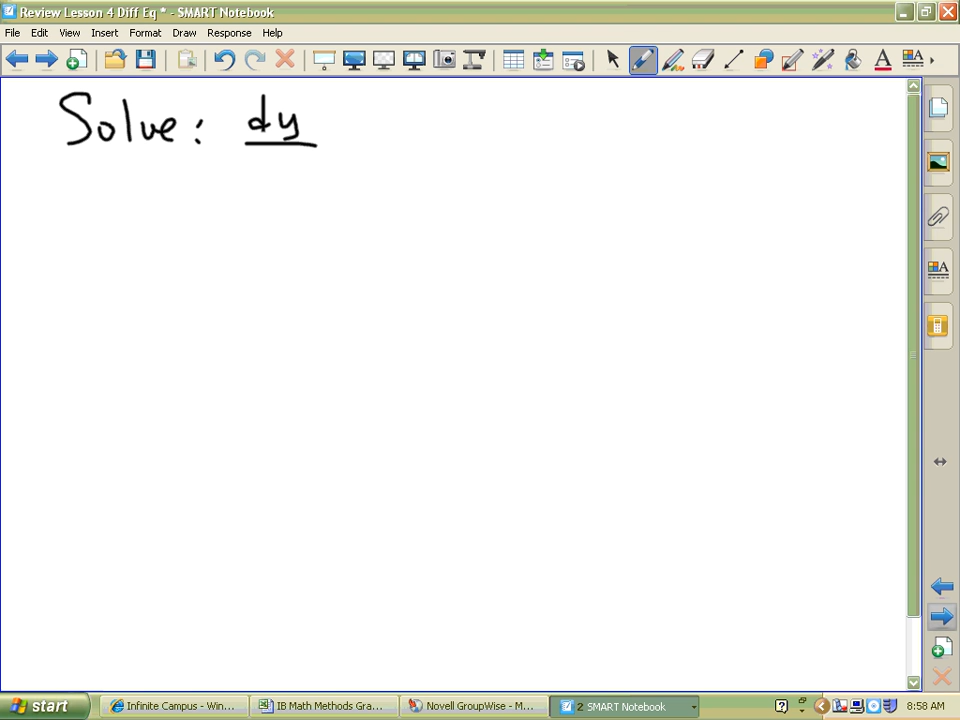 Review Lesson 4 Diff Eq * - SMART Notebook
File Edit View Insert Format Draw Response Help
Solve: dy
start
Infinite Campus - Win...
IB Math Methods Gra...
Novell GroupWise - M...
2 SMART Notebook
8:58 AM